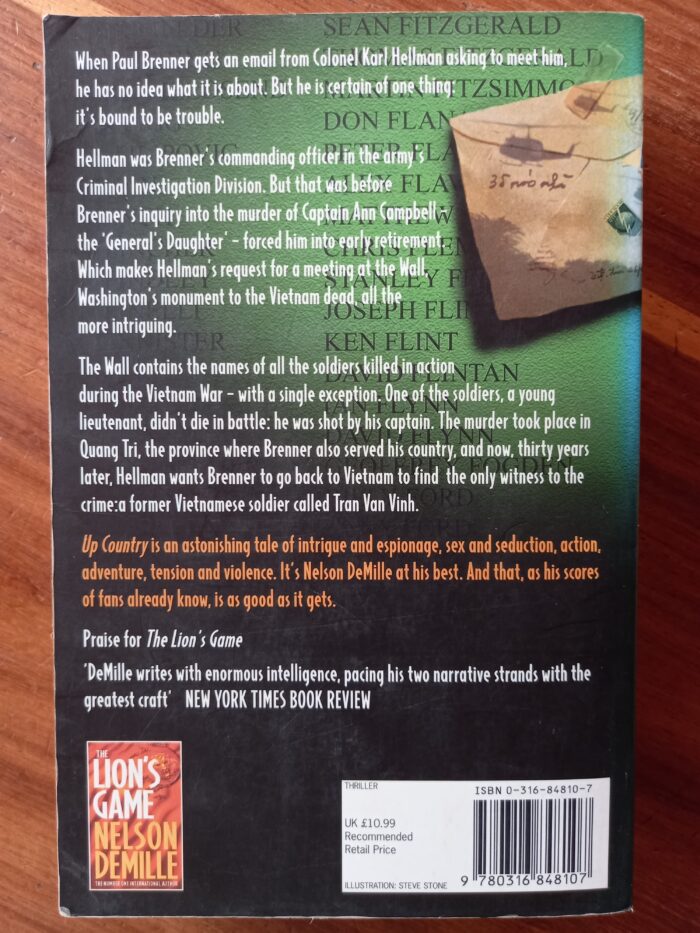 SEAN FITZGERALD
When Paul Brenner gets an email from Colonel Karl Hellman asking to meet him,
he has no idea what it is about. But he is certain of one thing:
it's bound to be trouble.
DON FLAN
PETER FLA
Hellman was Brenner's commanding officer in the army's
Criminal Investigation Division. But that was before
Brenner's inquiry into the murder of Captain Ann Campbell –
the 'General's Daughter' – forced him into early retirement.
Which makes Hellman's request for a meeting at the Wall,
Washington's monument to the Vietnam dead, all the
more intriguing.
STANLEY
JOSEPH FLI
KEN FLINT
The Wall contains the names of all the soldiers killed in action
DAVID FLINTAN
during the Vietnam War – with a single exception. One of the soldiers, a young
lieutenant, didn't die in battle: he was shot by his captain. The murder took place in
Quang Tri, the province where Brenner also served his country, and now, thirty years
later, Hellman wants Brenner to go back to Vietnam to find the only witness to the
crime:a former Vietnamese soldier called Tran Van Vinh.
Up Country is an astonishing tale of intrigue and espionage, sex and seduction, action,
adventure, tension and violence. It's Nelson DeMille at his best. And that, as his scores
of fans already know, is as good as it gets.
Praise for The Lion's Game
'DeMille writes with enormous intelligence, pacing his two narrative strands with the
greatest craft' NEW YORK TIMES BOOK REVIEW
THE
LION'S
GAME
NELSON
DEMILLE
THE NUMBER ONE INTERNATIONAL AUTHOR
THRILLER
UK £10.99
Recommended
Retail Price
ILLUSTRATION: STEVE STONE
ISBN 0-316-84810-7
9 780316 848107